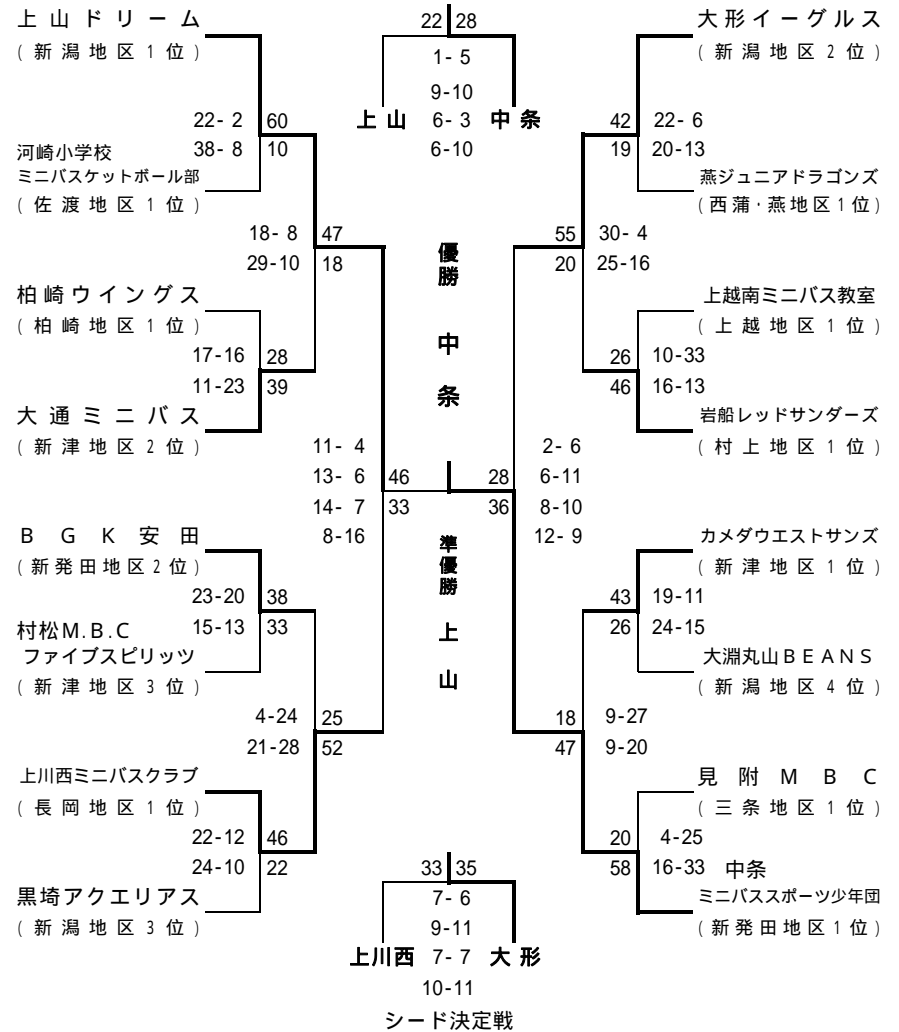 上山ドリーム
(新潟地区1位)
22- 2 60
38- 8 10
河崎小学校
ミニバスケットボール部
(佐渡地区1位)
18- 8 47
29-10 18
柏崎ウイングス
(柏崎地区1位)
17-16 28
11-23 39
大通ミニバス
(新津地区2位)
11- 4
13- 6 46
14- 7 33
8-16
BGK安田
(新発田地区2位)
23-20 38
15-13 33
村松M.B.C
ファイブスピリッツ
(新津地区3位)
4-24 25
21-28 52
上川西ミニバスクラブ
(長岡地区1位)
22-12 46
24-10 22
黒埼アクエリアス
(新潟地区3位)
22 28
1- 5
9-10
上山 6- 3 中条
6-10
優勝
中条
準優勝
上山
33 35
7- 6
9-11
上川西 7- 7 大形
10-11
シード決定戦
大形イーグルス
(新潟地区2位)
42 22- 6
19 20-13
燕ジュニアドラゴンズ
(西蒲・燕地区1位)
55 30- 4
20 25-16
上越南ミニバス教室
(上越地区1位)
26 10-33
46 16-13
岩船レッドサンダーズ
(村上地区1位)
2- 6
28 6-11
36 8-10
12- 9
カメダウエストサンズ
(新津地区1位)
43 19-11
26 24-15
大淵丸山BEANS
(新潟地区4位)
18 9-27
47 9-20
見附MBC
(三条地区1位)
20 4-25
58 16-33
中条
ミニバススポーツ少年団
(新発田地区1位)